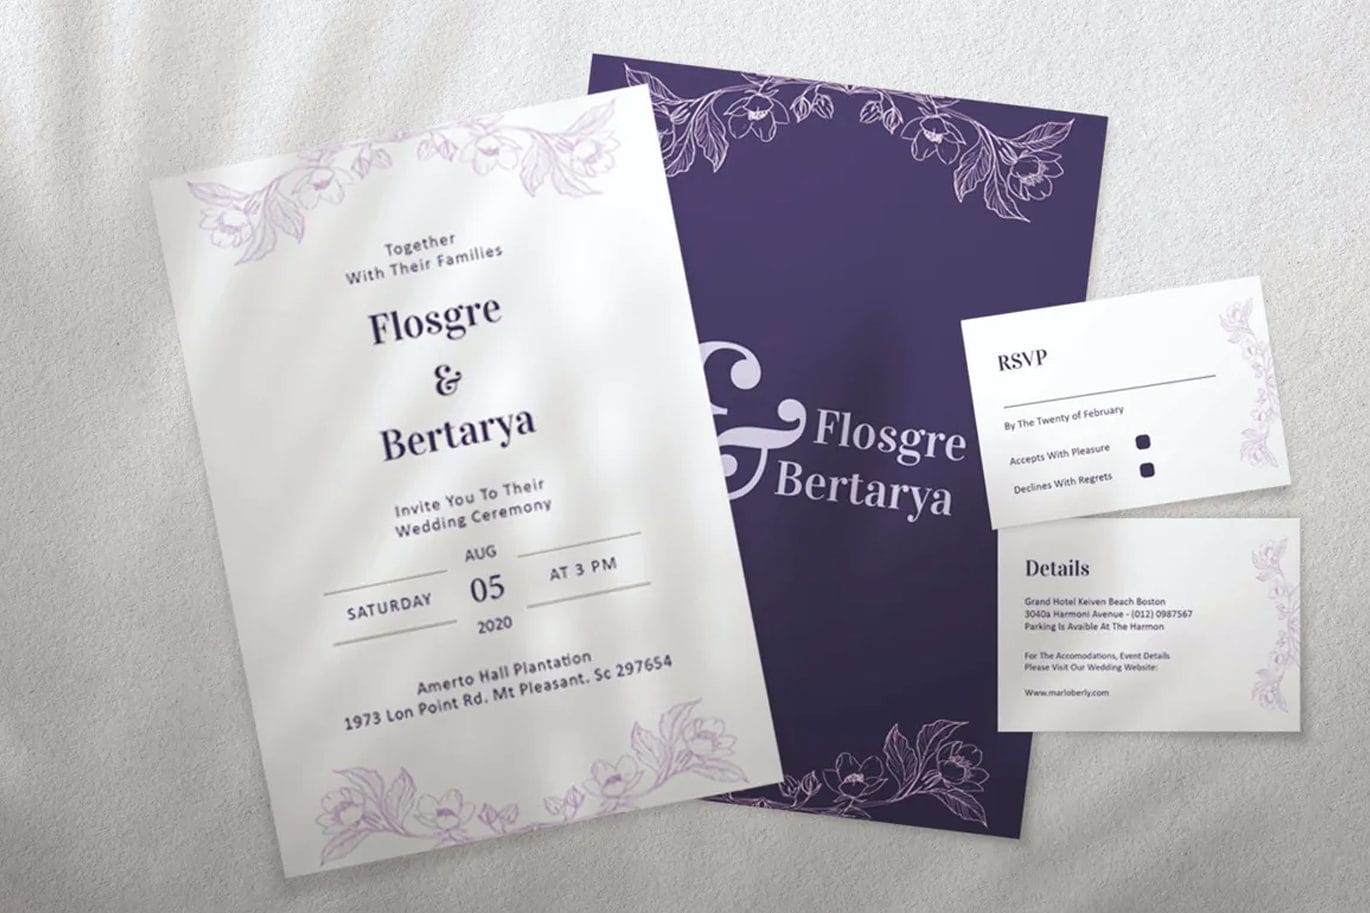 Together
With Their Families
Flosgre
&
Bertarya
Invite You To Their
Wedding Ceremony
SATURDAY
AUG
05
2020
AT 3 PM
Amerto Hall Plantation
1973 Lon Point Rd. Mt Pleasant. Sc 297654
&
Flosgre
Bertarya
RSVP
By The Twenty of February
Accepts With Pleasure
Declines With Regrets
Details
Grand Hotel Keiven Beach Boston
3040a Harmoni Avenue - (012) 0987567
Parking Is Avaible At The Harmon
For The Accomodations, Event Details
Please Visit Our Wedding Website:
Www.marloberly.com